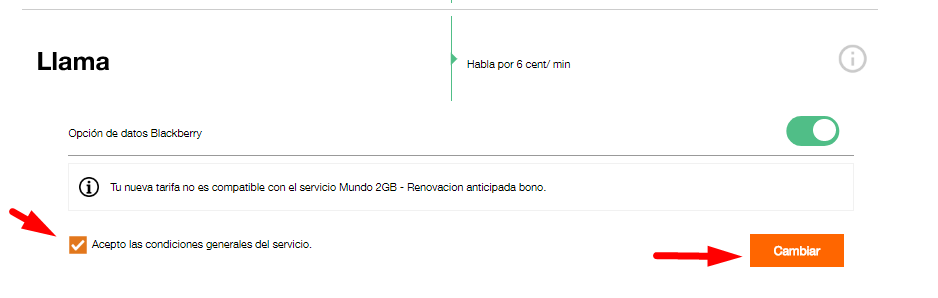 Llama
Habla por 6 cent/ min
Opción de datos Blackberry
Tu nueva tarifa no es compatible con el servicio Mundo 2GB - Renovacion anticipada bono.
Acepto las condiciones generales del servicio.
Cambiar